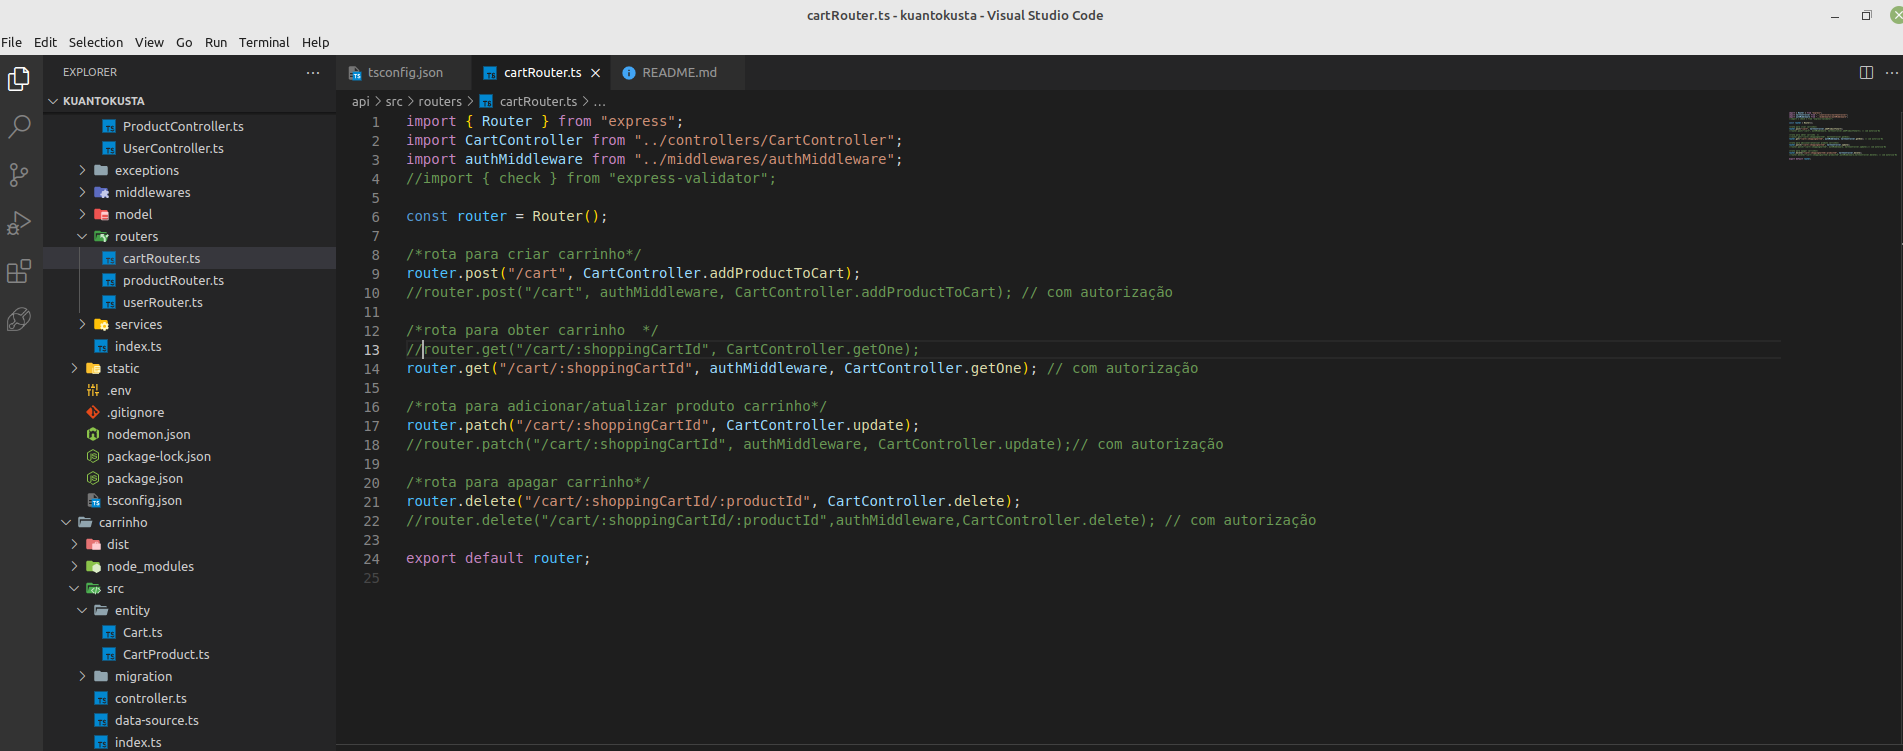 cartRouter.ts - kuantokusta - Visual Studio Code
File Edit Selection View Go Run Terminal Help
EXPLORER
KUANTOKUSTA
ProductController.ts
UserController.ts
exceptions
middlewares
model
routers
cartRouter.ts
productRouter.ts
userRouter.ts
services
index.ts
static
.env
.gitignore
nodemon.json
package-lock.json
package.json
tsconfig.json
carrinho
dist
node_modules
src
entity
Cart.ts
CartProduct.ts
migration
controller.ts
data-source.ts
index.ts
tsconfig.json cartRouter.ts README.md
api > src > routers > cartRouter.ts > ...
1 import { Router } from "express";
2 import CartController from "../controllers/CartController";
3 import authMiddleware from "../middlewares/authMiddleware";
4 //import { check } from "express-validator";
5
6 const router = Router();
7
8 /*rota para criar carrinho*/
9 router.post("/cart", CartController.addProductToCart);
10 //router.post("/cart", authMiddleware, CartController.addProductToCart); // com autorização
11
12 /*rota para obter carrinho  */
13 //router.get("/cart/:shoppingCartId", CartController.getOne);
14 router.get("/cart/:shoppingCartId", authMiddleware, CartController.getOne); // com autorização
15
16 /*rota para adicionar/atualizar produto carrinho*/
17 router.patch("/cart/:shoppingCartId", CartController.update);
18 //router.patch("/cart/:shoppingCartId", authMiddleware, CartController.update);// com autorização
19
20 /*rota para apagar carrinho*/
21 router.delete("/cart/:shoppingCartId/:productId", CartController.delete);
22 //router.delete("/cart/:shoppingCartId/:productId",authMiddleware,CartController.delete); // com autorização
23
24 export default router;
25